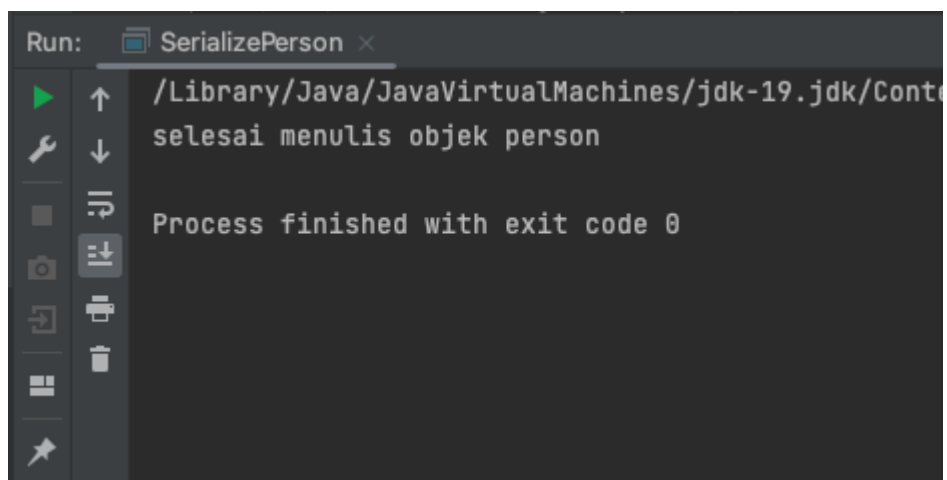 Run: SerializePerson
/Library/Java/JavaVirtualMachines/jdk-19.jdk/Conte
selesai menulis objek person
Process finished with exit code 0